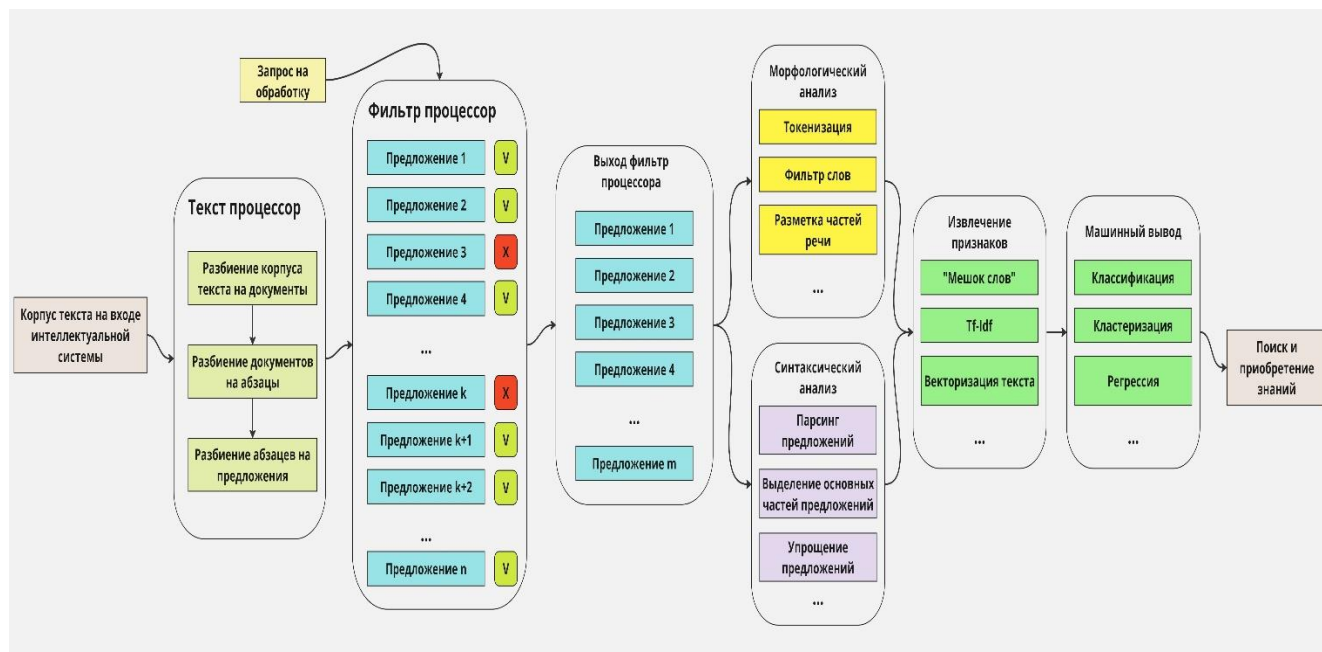 Корпус текста на входе
интеллектуальной
системы
Текст процессор
Разбиение корпуса
текста на документы
Разбиение документов
на абзацы
Разбиение абзацев на
предложения
Запрос на
обработку
Фильтр процессор
Предложение 1
V
Предложение 2
V
Предложение 3
X
Предложение 4
V
...
Предложение k
X
Предложение k+1
V
Предложение k+2
V
...
Предложение n
V
Выход фильтр
процессора
Предложение 1
Предложение 2
Предложение 3
Предложение 4
...
Предложение m
Морфологический
анализ
Токенизация
Фильтр слов
Разметка частей
речи
...
Синтаксический
анализ
Парсинг
предложений
Выделение основных
частей предложений
Упрощение
предложений
...
Извлечение
признаков
"Мешок слов"
Tf-Idf
Векторизация текста
...
Машинный вывод
Классификация
Кластеризация
Регрессия
...
Поиск и
приобретение
знаний